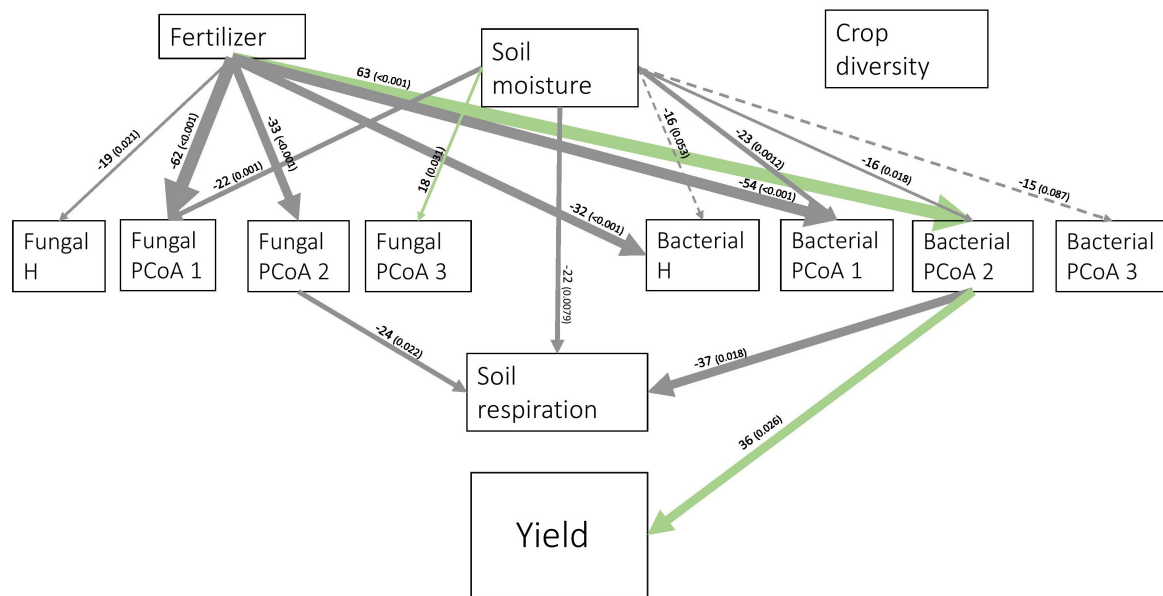 Fertilizer
Soil
moisture
Crop
diversity
63 (<0.001)
-19 (0.021)
-62 (<0.001)
-33 (<0.001)
-22 (0.001)
18 (0.031)
-16 (0.053)
-23 (0.0012)
-16 (0.018)
-15 (0.087)
-54 (<0.001)
-32 (<0.001)
Fungal
H
Fungal
PCoA 1
Fungal
PCoA 2
Fungal
PCoA 3
Bacterial
H
Bacterial
PCoA 1
Bacterial
PCoA 2
Bacterial
PCoA 3
-22 (0.0079)
-24 (0.022)
-37 (0.018)
Soil
respiration
36 (0.026)
Yield